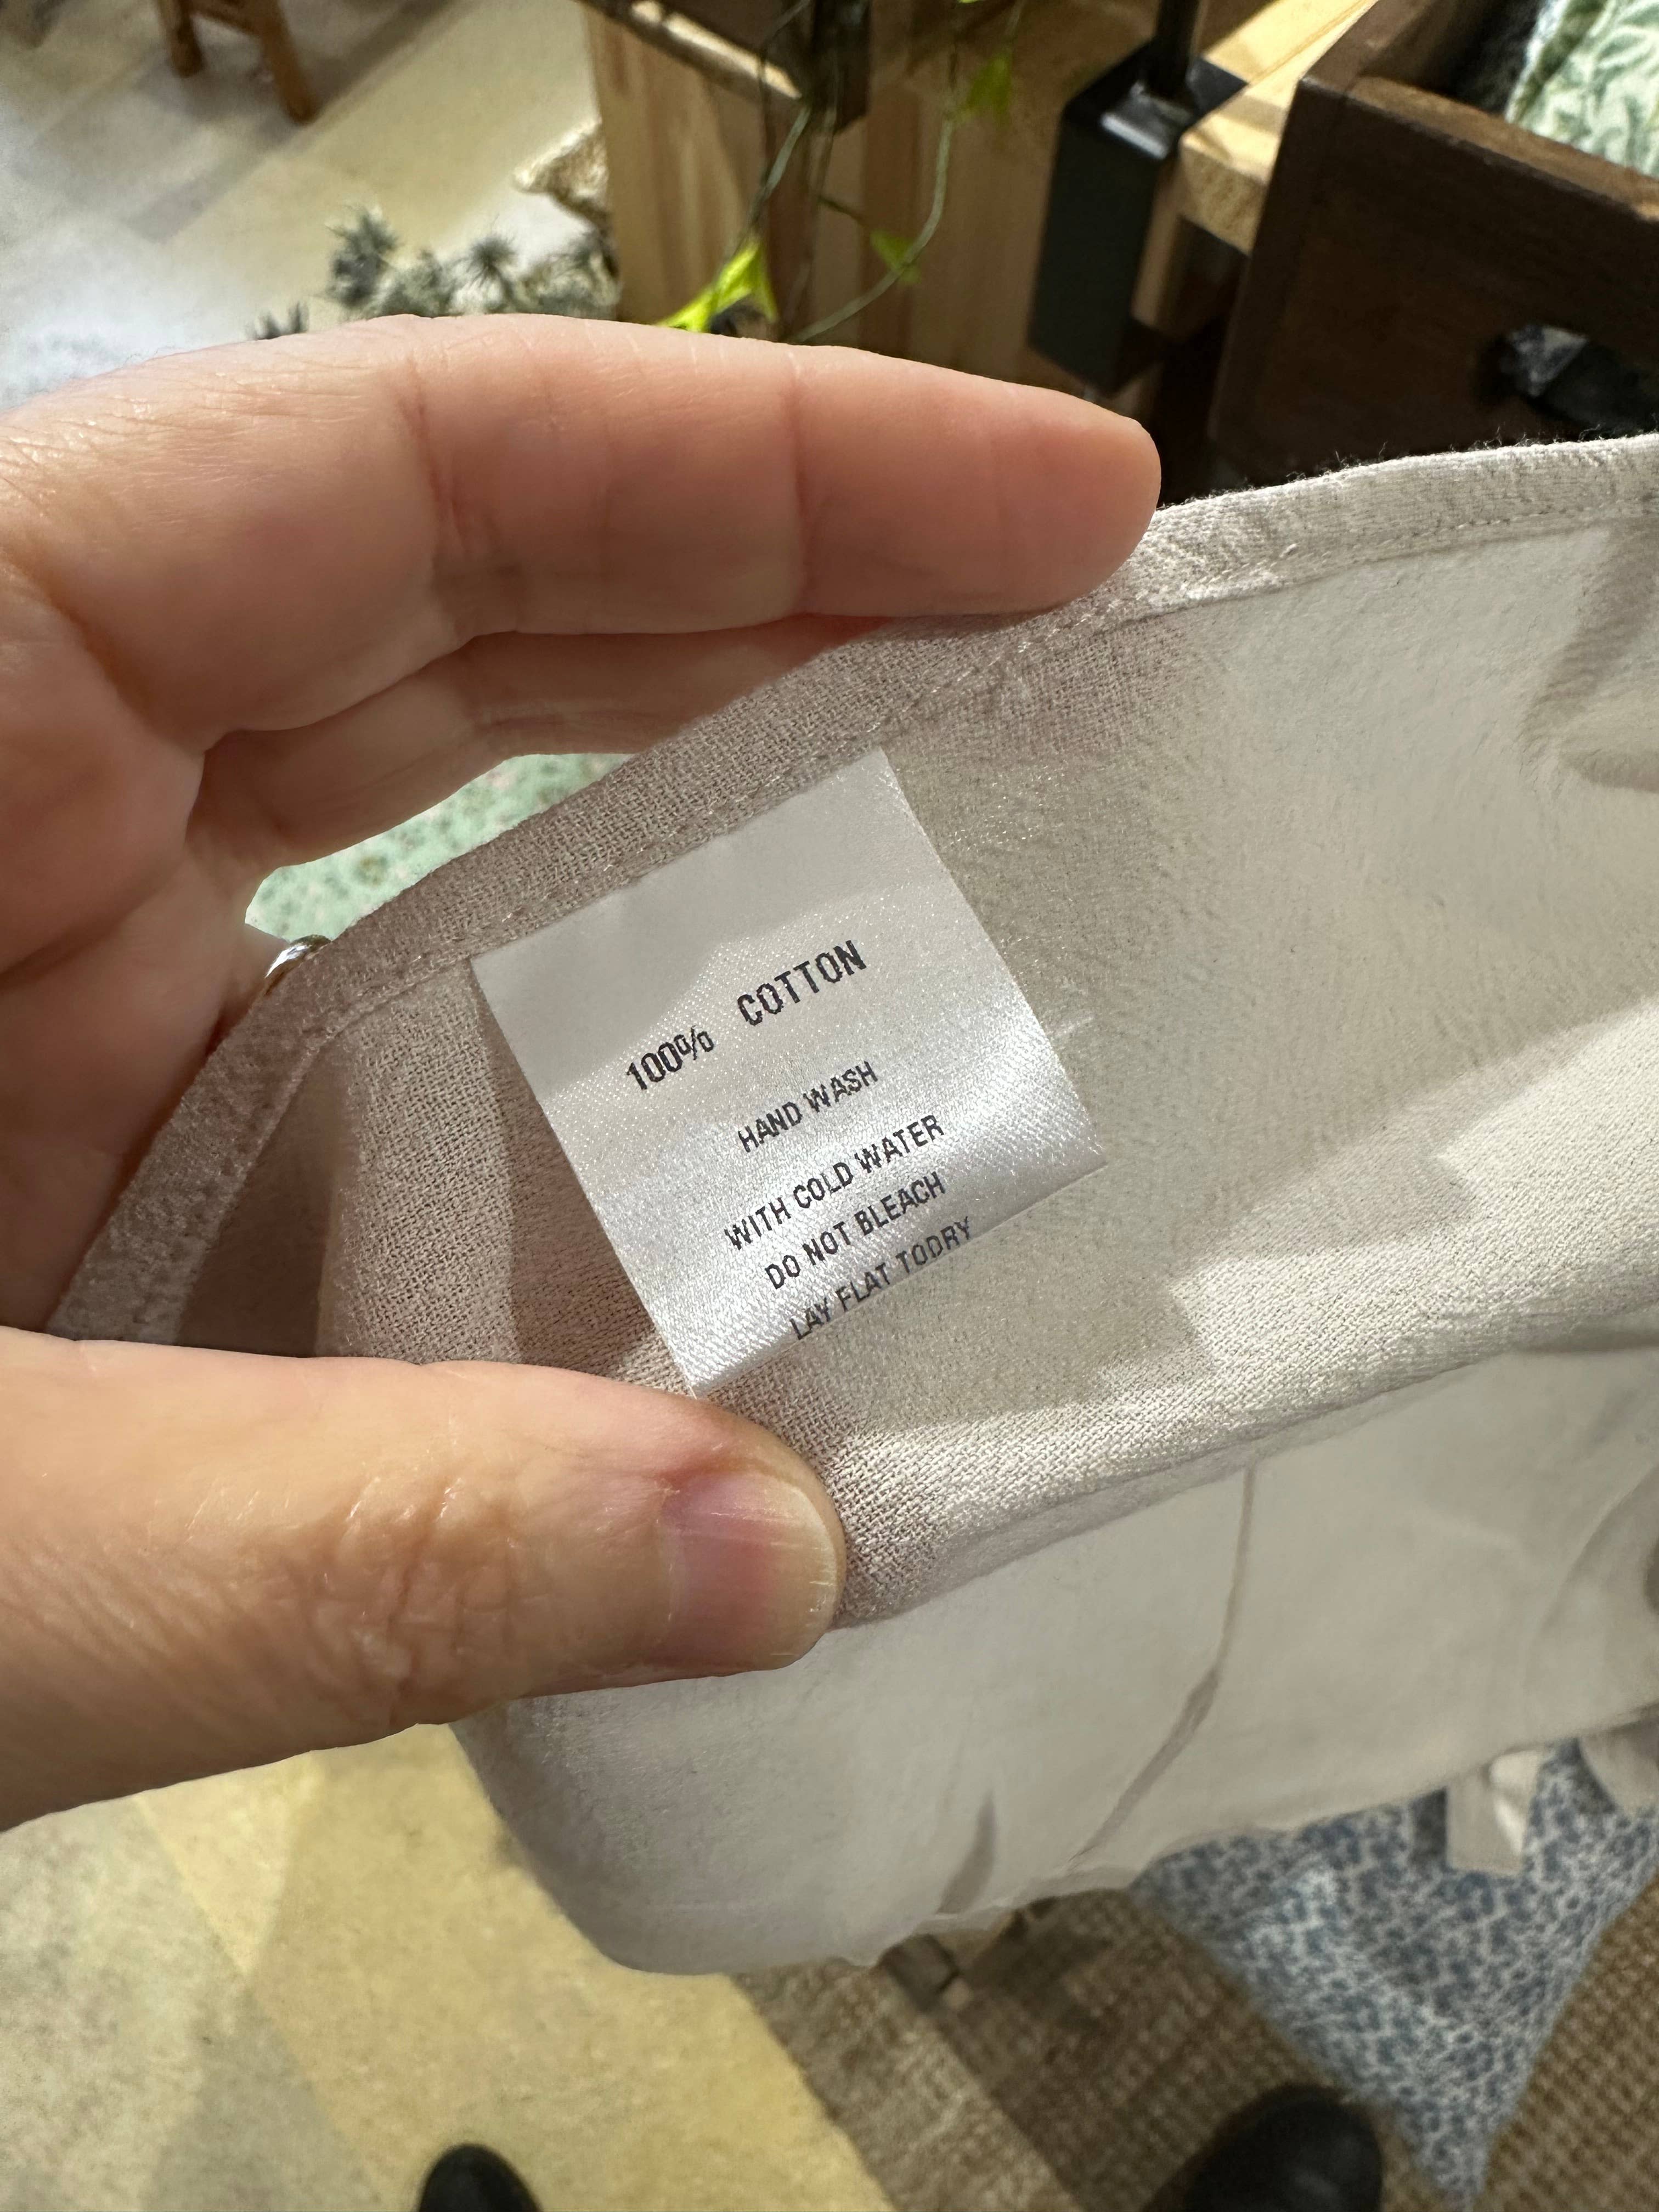 100% COTTON
HAND WASH
WITH COLD WATER
DO NOT BLEACH
LAY FLAT TODRY